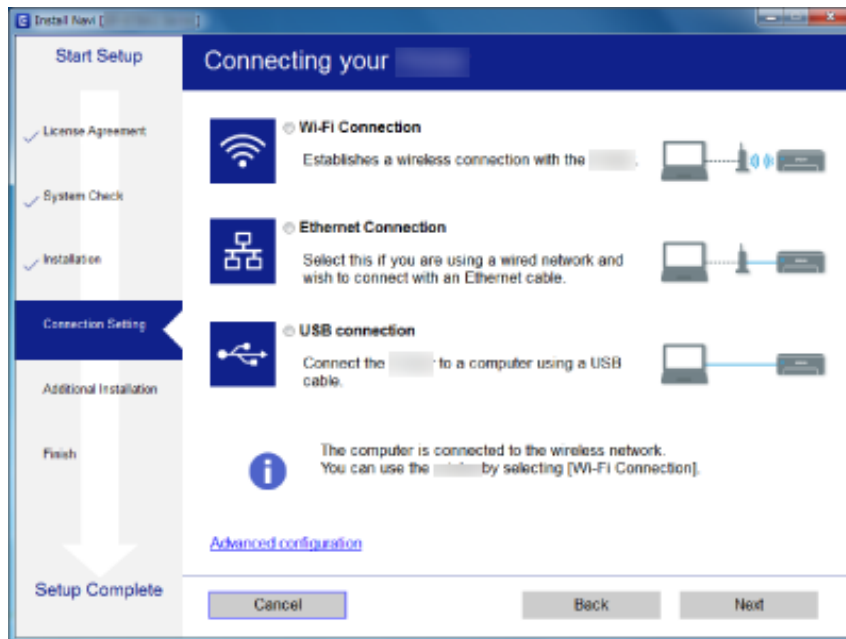 Install Navi [
]
Start Setup
License Agreement
System Check
Installation
Connection Setting
Additional Installation
Finish
Setup Complete
Connecting your
Wi-Fi Connection
Establishes a wireless connection with the .
Ethernet Connection
Select this if you are using a wired network and
wish to connect with an Ethernet cable.
USB connection
Connect the to a computer using a USB
cable.
The computer is connected to the wireless network.
You can use the by selecting [Wi-Fi Connection].
Advanced configuration
Cancel
Back
Next